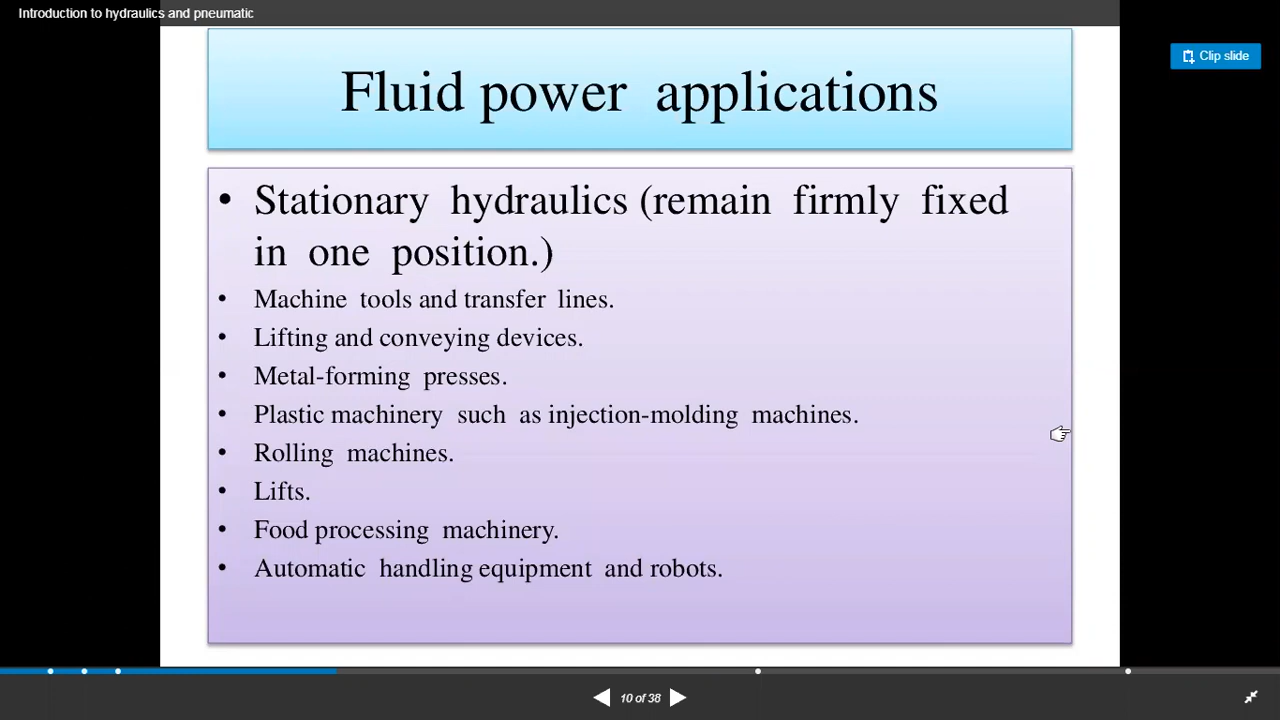 Introduction to hydraulics and pneumatic
Clip slide
Fluid power applications
• Stationary hydraulics (remain firmly fixed
in one position.)
• Machine tools and transfer lines.
• Lifting and conveying devices.
• Metal-forming presses.
• Plastic machinery such as injection-molding machines.
• Rolling machines.
• Lifts.
• Food processing machinery.
• Automatic handling equipment and robots.
10 of 38